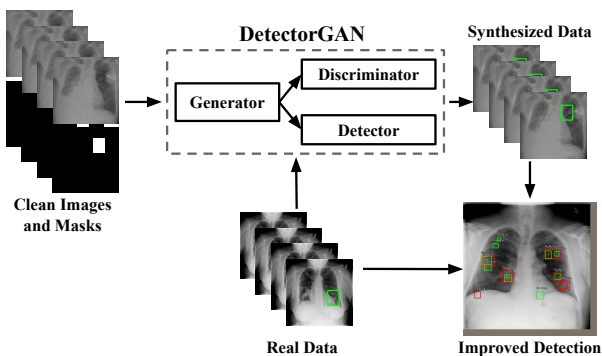 DetectorGAN
Synthesized Data
Generator
Discriminator
Detector
Clean Images
and Masks
Real Data
Improved Detection